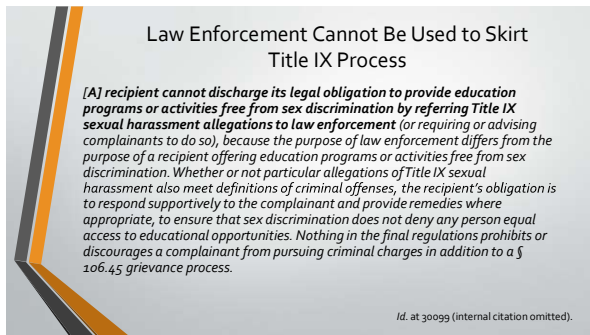 Law Enforcement Cannot Be Used to Skirt
Title IX Process
[A] recipient cannot discharge its legal obligation to provide education
programs or activities free from sex discrimination by referring Title IX
sexual harassment allegations to law enforcement (or requiring or advising
complainants to do so), because the purpose of law enforcement differs from the
purpose of a recipient offering education programs or activities free from sex
discrimination. Whether or not particular allegations of Title IX sexual
harassment also meet definitions of criminal offenses, the recipient's obligation is
to respond supportively to the complainant and provide remedies where
appropriate, to ensure that sex discrimination does not deny any person equal
access to educational opportunities. Nothing in the final regulations prohibits or
discourages a complainant from pursuing criminal charges in addition to a §
106.45 grievance process.
Id. at 30099 (internal citation omitted).